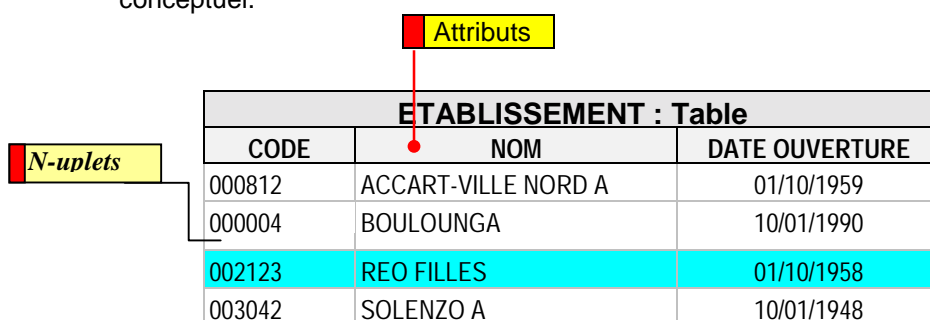 conceptuel.
Attributs
ETABLISSEMENT : Table
CODE NOM DATE OUVERTURE
N-uplets
000812 ACCART-VILLE NORD A 01/10/1959
000004 BOULOUNGA 10/01/1990
002123 REO FILLES 01/10/1958
003042 SOLENZO A 10/01/1948